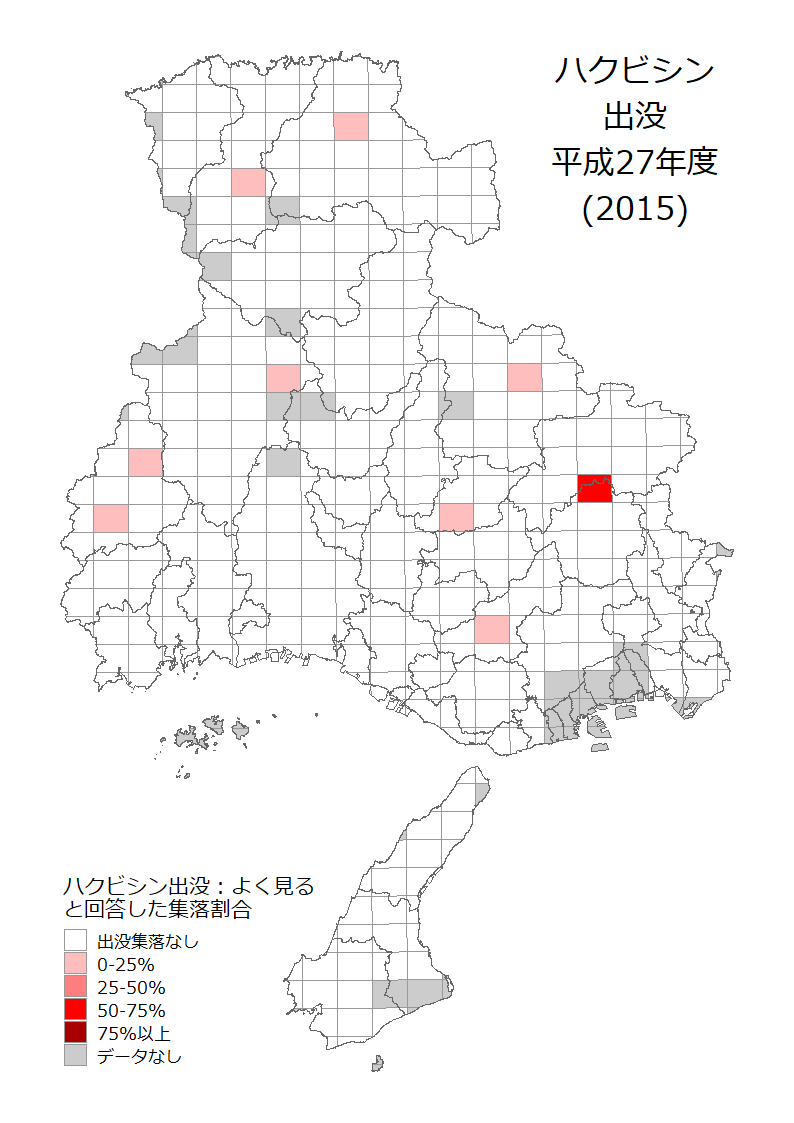 ハクビシン
出没
平成27年度
(2015)
ハクビシン出没：よく見る
と回答した集落割合
出没集落なし
0-25%
25-50%
50-75%
75%以上
データなし